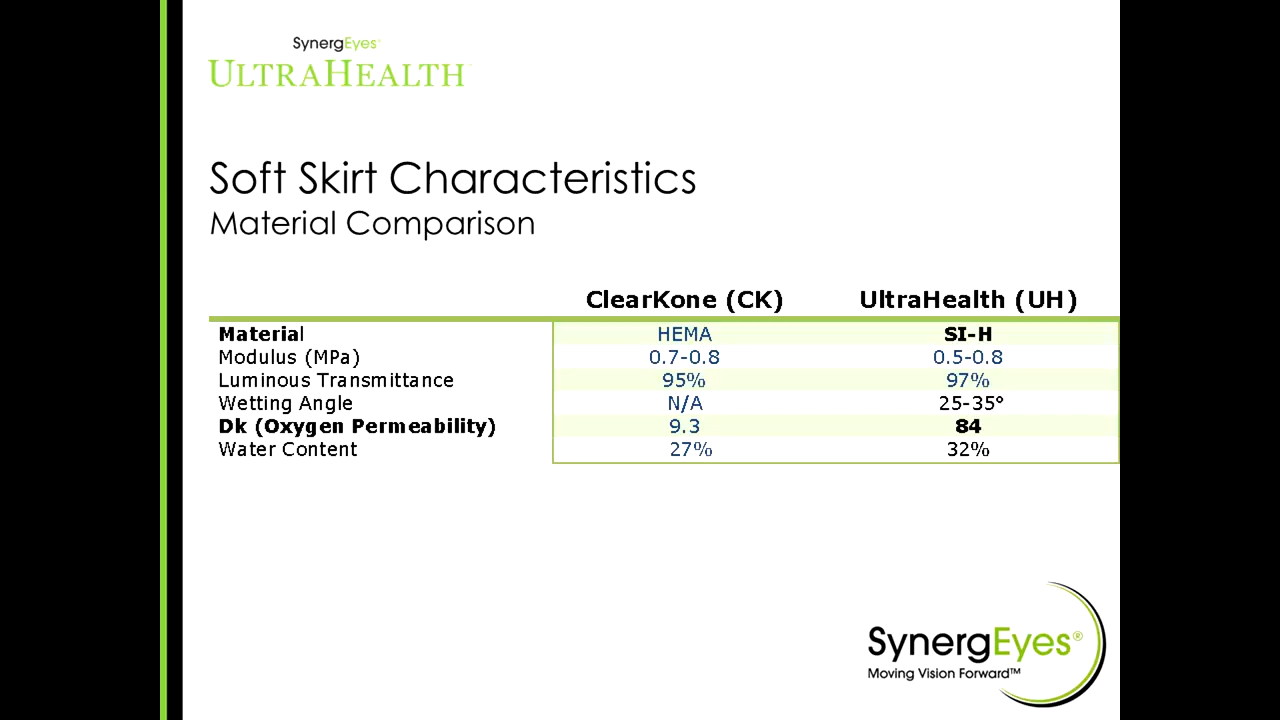 SynergEyes®
ULTRAHEALTH
Soft Skirt Characteristics
Material Comparison
ClearKone (CK) UltraHealth (UH)
Material HEMA SI-H
Modulus (MPa) 0.7-0.8 0.5-0.8
Luminous Transmittance 95% 97%
Wetting Angle N/A 25-35°
Dk (Oxygen Permeability) 9.3 84
Water Content 27% 32%
SynergEyes®
Moving Vision Forward™